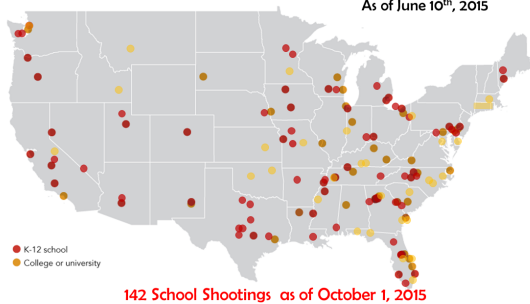 As of June 10th, 2015
K-12 school
College or university
142 School Shootings as of October 1, 2015